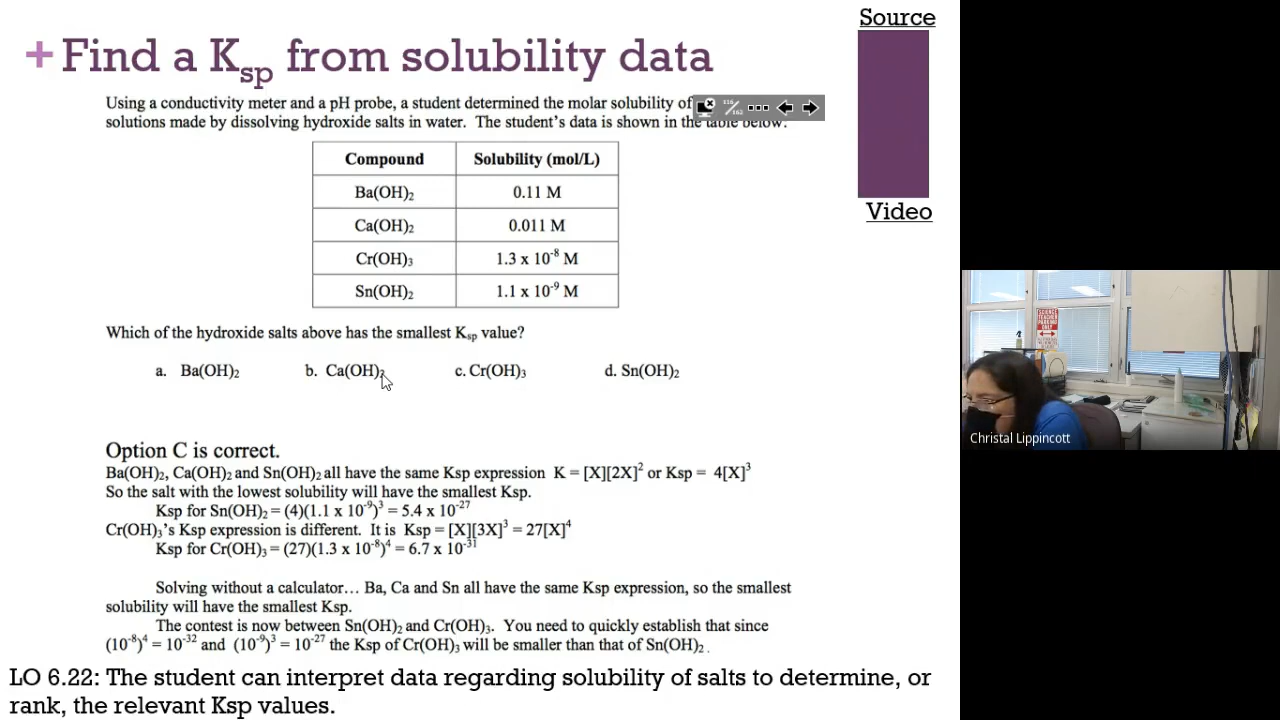 + Find a Ksp from solubility data
Source
Using a conductivity meter and a pH probe, a student determined the molar solubility of
solutions made by dissolving hydroxide salts in water. The student's data is shown in the table below:
116/162
Compound Solubility (mol/L)
Ba(OH)₂ 0.11 M
Ca(OH)₂ 0.011 M
Cr(OH)₃ 1.3 x 10⁻⁸ M
Sn(OH)₂ 1.1 x 10⁻⁹ M
Video
Which of the hydroxide salts above has the smallest Ksp value?
a. Ba(OH)₂ b. Ca(OH)₂ c. Cr(OH)₃ d. Sn(OH)₂
Option C is correct.
Ba(OH)₂, Ca(OH)₂ and Sn(OH)₂ all have the same Ksp expression K = [X][2X]² or Ksp = 4[X]³
So the salt with the lowest solubility will have the smallest Ksp.
Ksp for Sn(OH)₂ = (4)(1.1 x 10⁻⁹)³ = 5.4 x 10⁻²⁷
Cr(OH)₃'s Ksp expression is different. It is Ksp = [X][3X]³ = 27[X]⁴
Ksp for Cr(OH)₃ = (27)(1.3 x 10⁻⁸)⁴ = 6.7 x 10⁻³¹
Solving without a calculator… Ba, Ca and Sn all have the same Ksp expression, so the smallest
solubility will have the smallest Ksp.
The contest is now between Sn(OH)₂ and Cr(OH)₃. You need to quickly establish that since
(10⁻⁸)⁴ = 10⁻³² and (10⁻⁹)³ = 10⁻²⁷ the Ksp of Cr(OH)₃ will be smaller than that of Sn(OH)₂.
LO 6.22: The student can interpret data regarding solubility of salts to determine, or
rank, the relevant Ksp values.
SCIENCE
TEACHER
PARKING
ONLY
Christal Lippincott